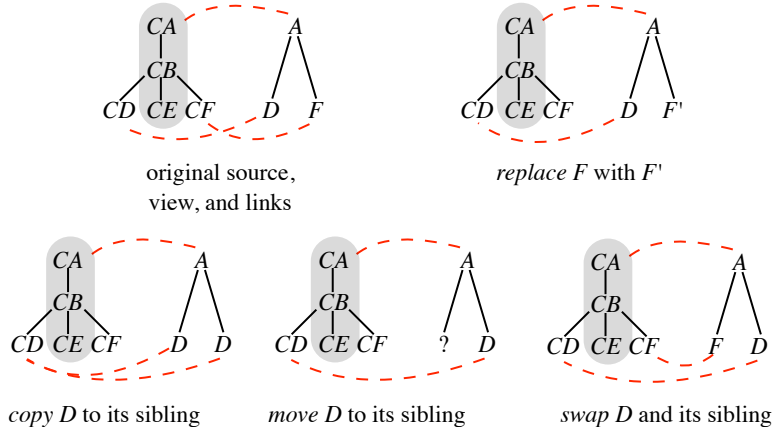 CA A
CB
CD CE CF D F
original source,
view, and links
CA A
CB
CD CE CF D F'
replace F with F'
CA A
CB
CD CE CF D D
copy D to its sibling
CA A
CB
CD CE CF ? D
move D to its sibling
CA A
CB
CD CE CF F D
swap D and its sibling